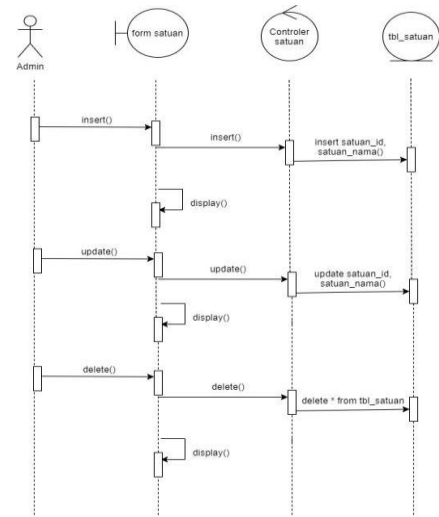 Admin
form satuan
Controler
satuan
tbl_satuan
insert()
insert()
insert satuan_id,
satuan_nama()
display()
update()
update()
update satuan_id,
satuan_nama()
display()
delete()
delete()
delete * from tbl_satuan
display()